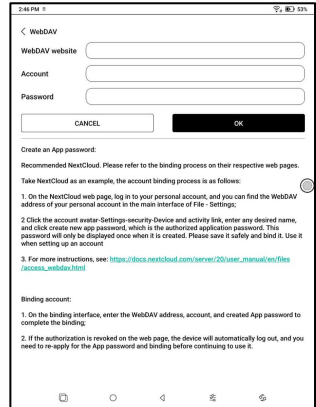 2:46 PM
53%
WebDAV
WebDAV website
Account
Password
CANCEL
OK
Create an App password:
Recommended NextCloud. Please refer to the binding process on their respective web pages.
Take NextCloud as an example, the account binding process is as follows:
1. On the NextCloud web page, log in to your personal account, and you can find the WebDAV
address of your personal account in the main interface of File - Settings;
2 Click the account avatar-Settings-security-Device and activity link, enter any desired name,
and click create new app password, which is the authorized application password. This
password will only be displayed once when it is created. Please save it safely and bind it. Use it
when setting up an account
3. For more instructions, see: https://docs.nextcloud.com/server/20/user_manual/en/files
/access_webdav.html
Binding account:
1. On the binding interface, enter the WebDAV address, account, and created App password to
complete the binding;
2. If the authorization is revoked on the web page, the device will automatically log out, and you
need to re-apply for the App password and binding before continuing to use it.